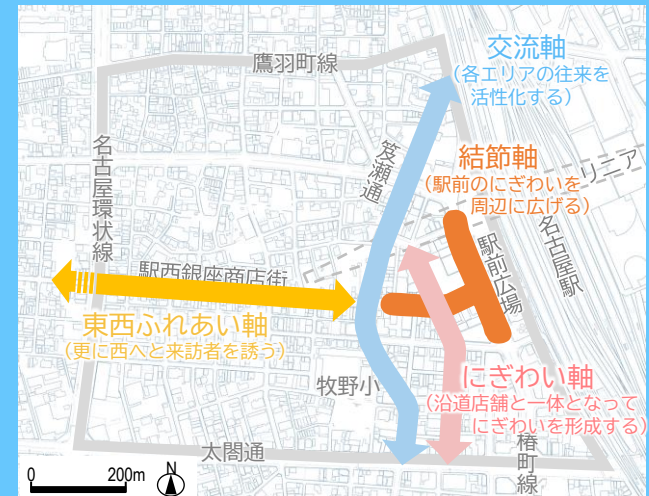 交流軸
（各エリアの往来を
活性化する）
鷹羽町線
笈瀬通
結節軸
（駅前のにぎわいを
周辺に広げる）
リニア
名古屋駅
駅前広場
名古屋環状線
駅西銀座商店街
東西ふれあい軸
（更に西へと来訪者を誘う）
牧野小
にぎわい軸
（沿道店舗と一体となって
にぎわいを形成する）
椿町線
太閤通
0 200m N